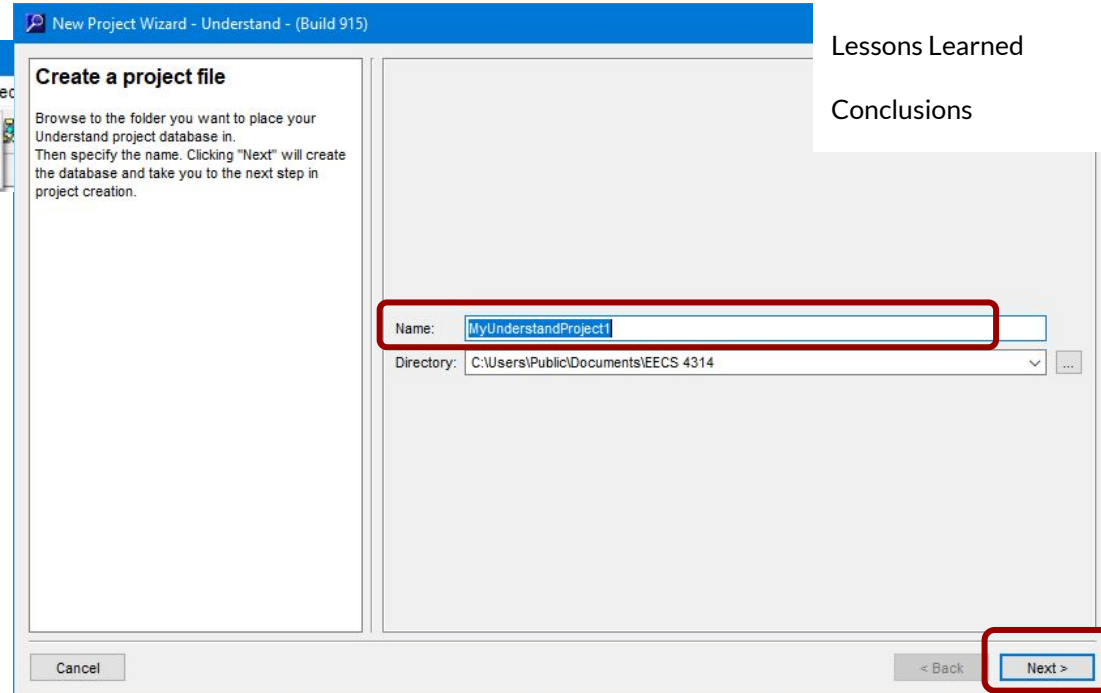 New Project Wizard - Understand - (Build 915)
Lessons Learned
Conclusions
Create a project file
Browse to the folder you want to place your
Understand project database in.
Then specify the name. Clicking "Next" will create
the database and take you to the next step in
project creation.
Name: MyUnderstandProject1
Directory: C:\Users\Public\Documents\EECS 4314 ...
Cancel < Back Next >